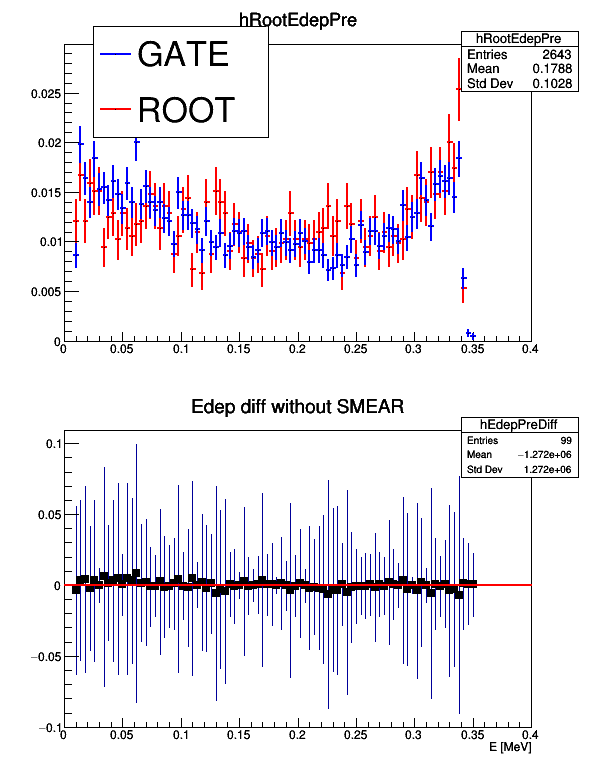 hRootEdepPre
GATE
ROOT
hRootEdepPre
Entries 2643
Mean 0.1788
Std Dev 0.1028
0.025
0.02
0.015
0.01
0.005
0
0 0.05 0.1 0.15 0.2 0.25 0.3 0.35 0.4
Edep diff without SMEAR
hEdepPreDiff
Entries 99
Mean −1.272e+06
Std Dev 1.272e+06
0.1
0.05
0
−0.05
−0.1
0 0.05 0.1 0.15 0.2 0.25 0.3 0.35 0.4
E [MeV]